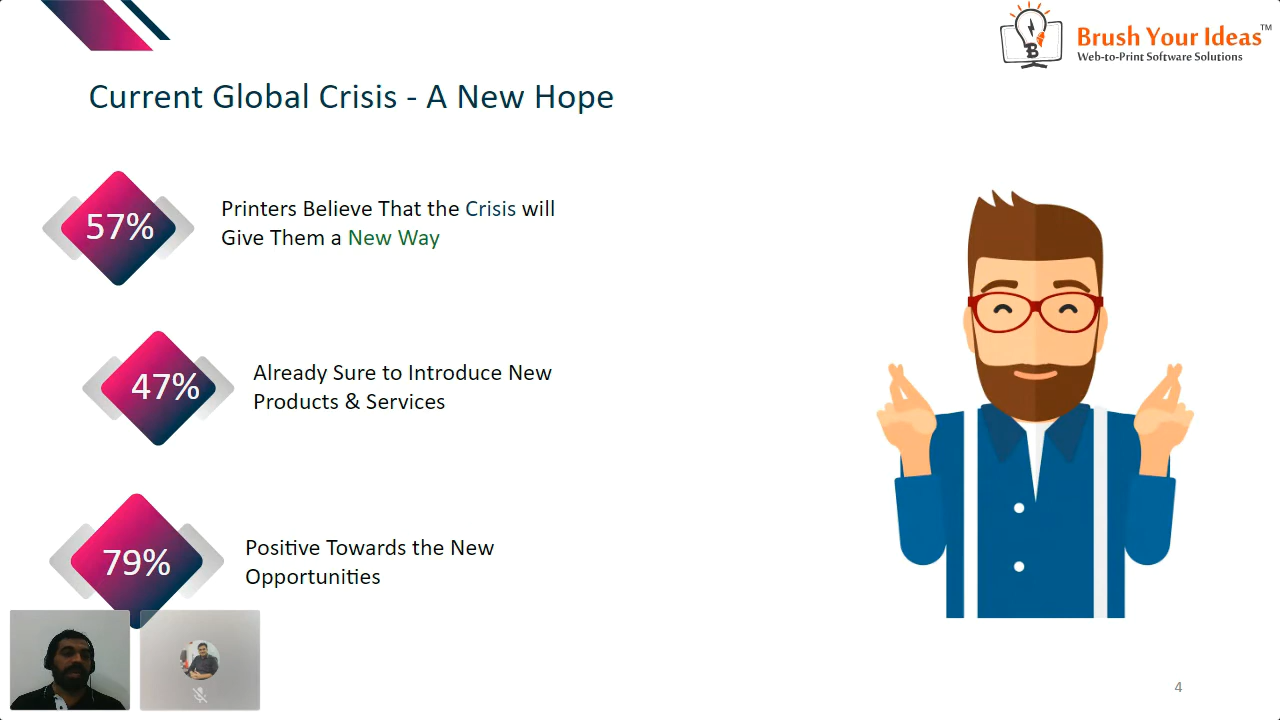 Brush Your Ideas™
Web-to-Print Software Solutions
Current Global Crisis - A New Hope
57%
Printers Believe That the Crisis will
Give Them a New Way
47%
Already Sure to Introduce New
Products & Services
79%
Positive Towards the New
Opportunities
4